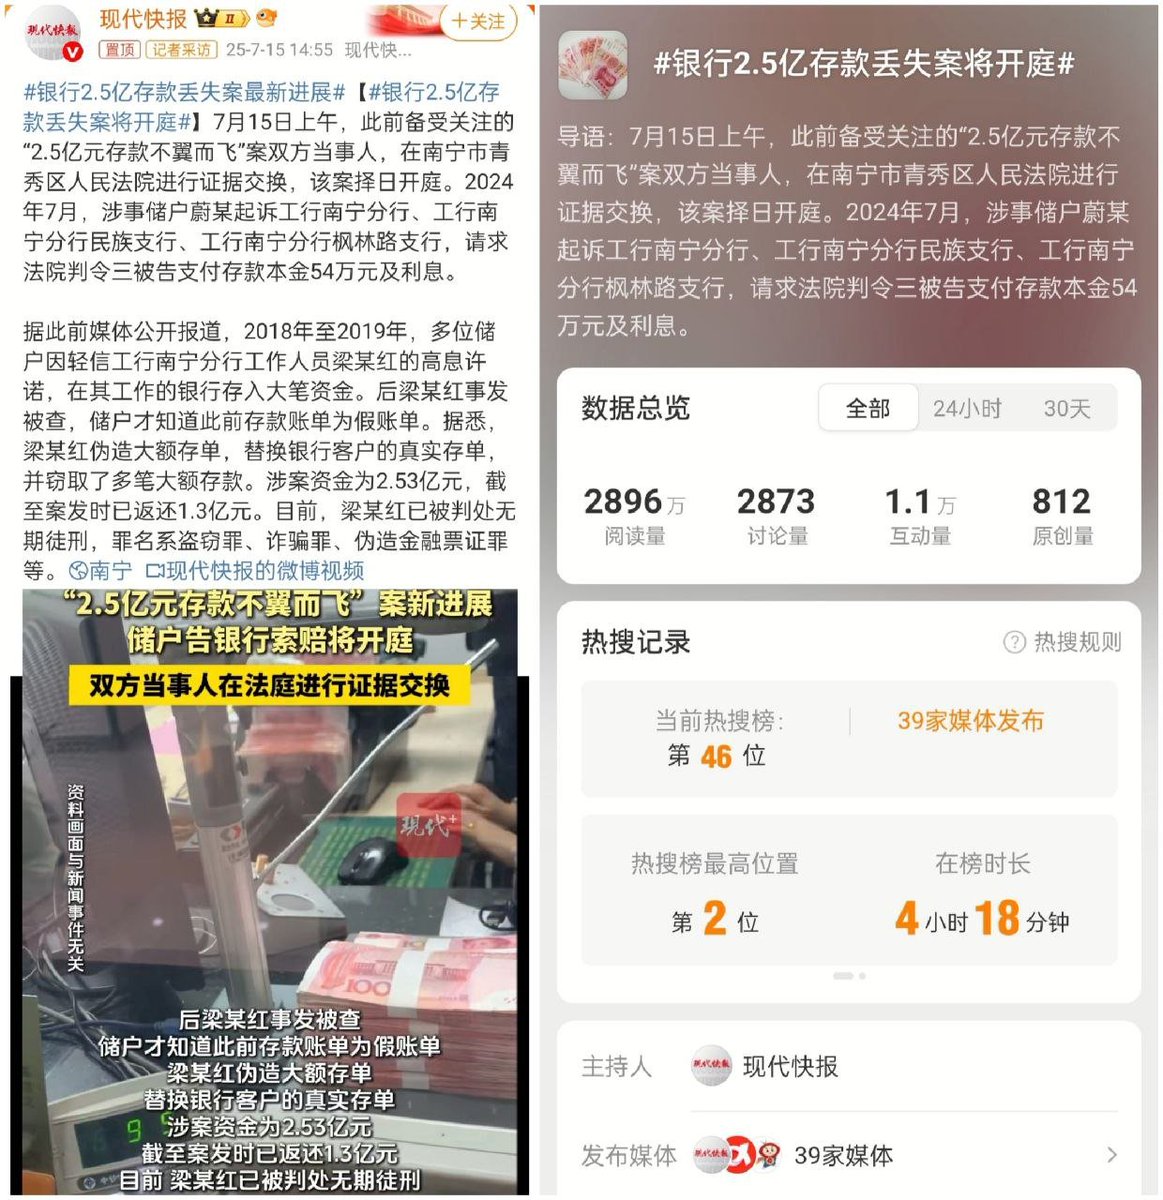 现代快报
现代快报
II
＋关注
置顶
记者采访
25-7-15 14:55 现代快...
#银行2.5亿存款丢失案最新进展#【#银行2.5亿存
款丢失案将开庭#】7月15日上午，此前备受关注的
“2.5亿元存款不翼而飞”案双方当事人，在南宁市青
秀区人民法院进行证据交换，该案择日开庭。2024
年7月，涉事储户蔚某起诉工行南宁分行、工行南
宁分行民族支行、工行南宁分行枫林路支行，请求
法院判令三被告支付存款本金54万元及利息。
据此前媒体公开报道，2018年至2019年，多位储
户因轻信工行南宁分行工作人员梁某红的高息许
诺，在其工作的银行存入大笔资金。后梁某红事发
被查，储户才知道此前存款账单为假账单。据悉，
梁某红伪造大额存单，替换银行客户的真实存单，
并窃取了多笔大额存款。涉案资金为2.53亿元，截
至案发时已返还1.3亿元。目前，梁某红已被判处无
期徒刑，罪名系盗窃罪、诈骗罪、伪造金融票证罪
等。南宁 现代快报的微博视频
“2.5亿元存款不翼而飞”案新进展
储户告银行索赔将开庭
双方当事人在法庭进行证据交换
资料画面与新闻事件无关
现代+
100
后梁某红事发被查
储户才知道此前存款账单为假账单
梁某红伪造大额存单
替换银行客户的真实存单
涉案资金为2.53亿元
截至案发时已返还1.3亿元
目前 梁某红已被判处无期徒刑
#银行2.5亿存款丢失案将开庭#
导语：7月15日上午，此前备受关注的“2.5亿元存款不
翼而飞”案双方当事人，在南宁市青秀区人民法院进行
证据交换，该案择日开庭。2024年7月，涉事储户蔚某
起诉工行南宁分行、工行南宁分行民族支行、工行南宁
分行枫林路支行，请求法院判令三被告支付存款本金54
万元及利息。
数据总览
全部 24小时 30天
2896万 2873 1.1万 812
阅读量 讨论量 互动量 原创量
热搜记录
? 热搜规则
当前热搜榜:
第 46 位
39家媒体发布
热搜榜最高位置 在榜时长
第 2 位 4小时18分钟
主持人 现代快报 现代快报
发布媒体 现代快报 39家媒体